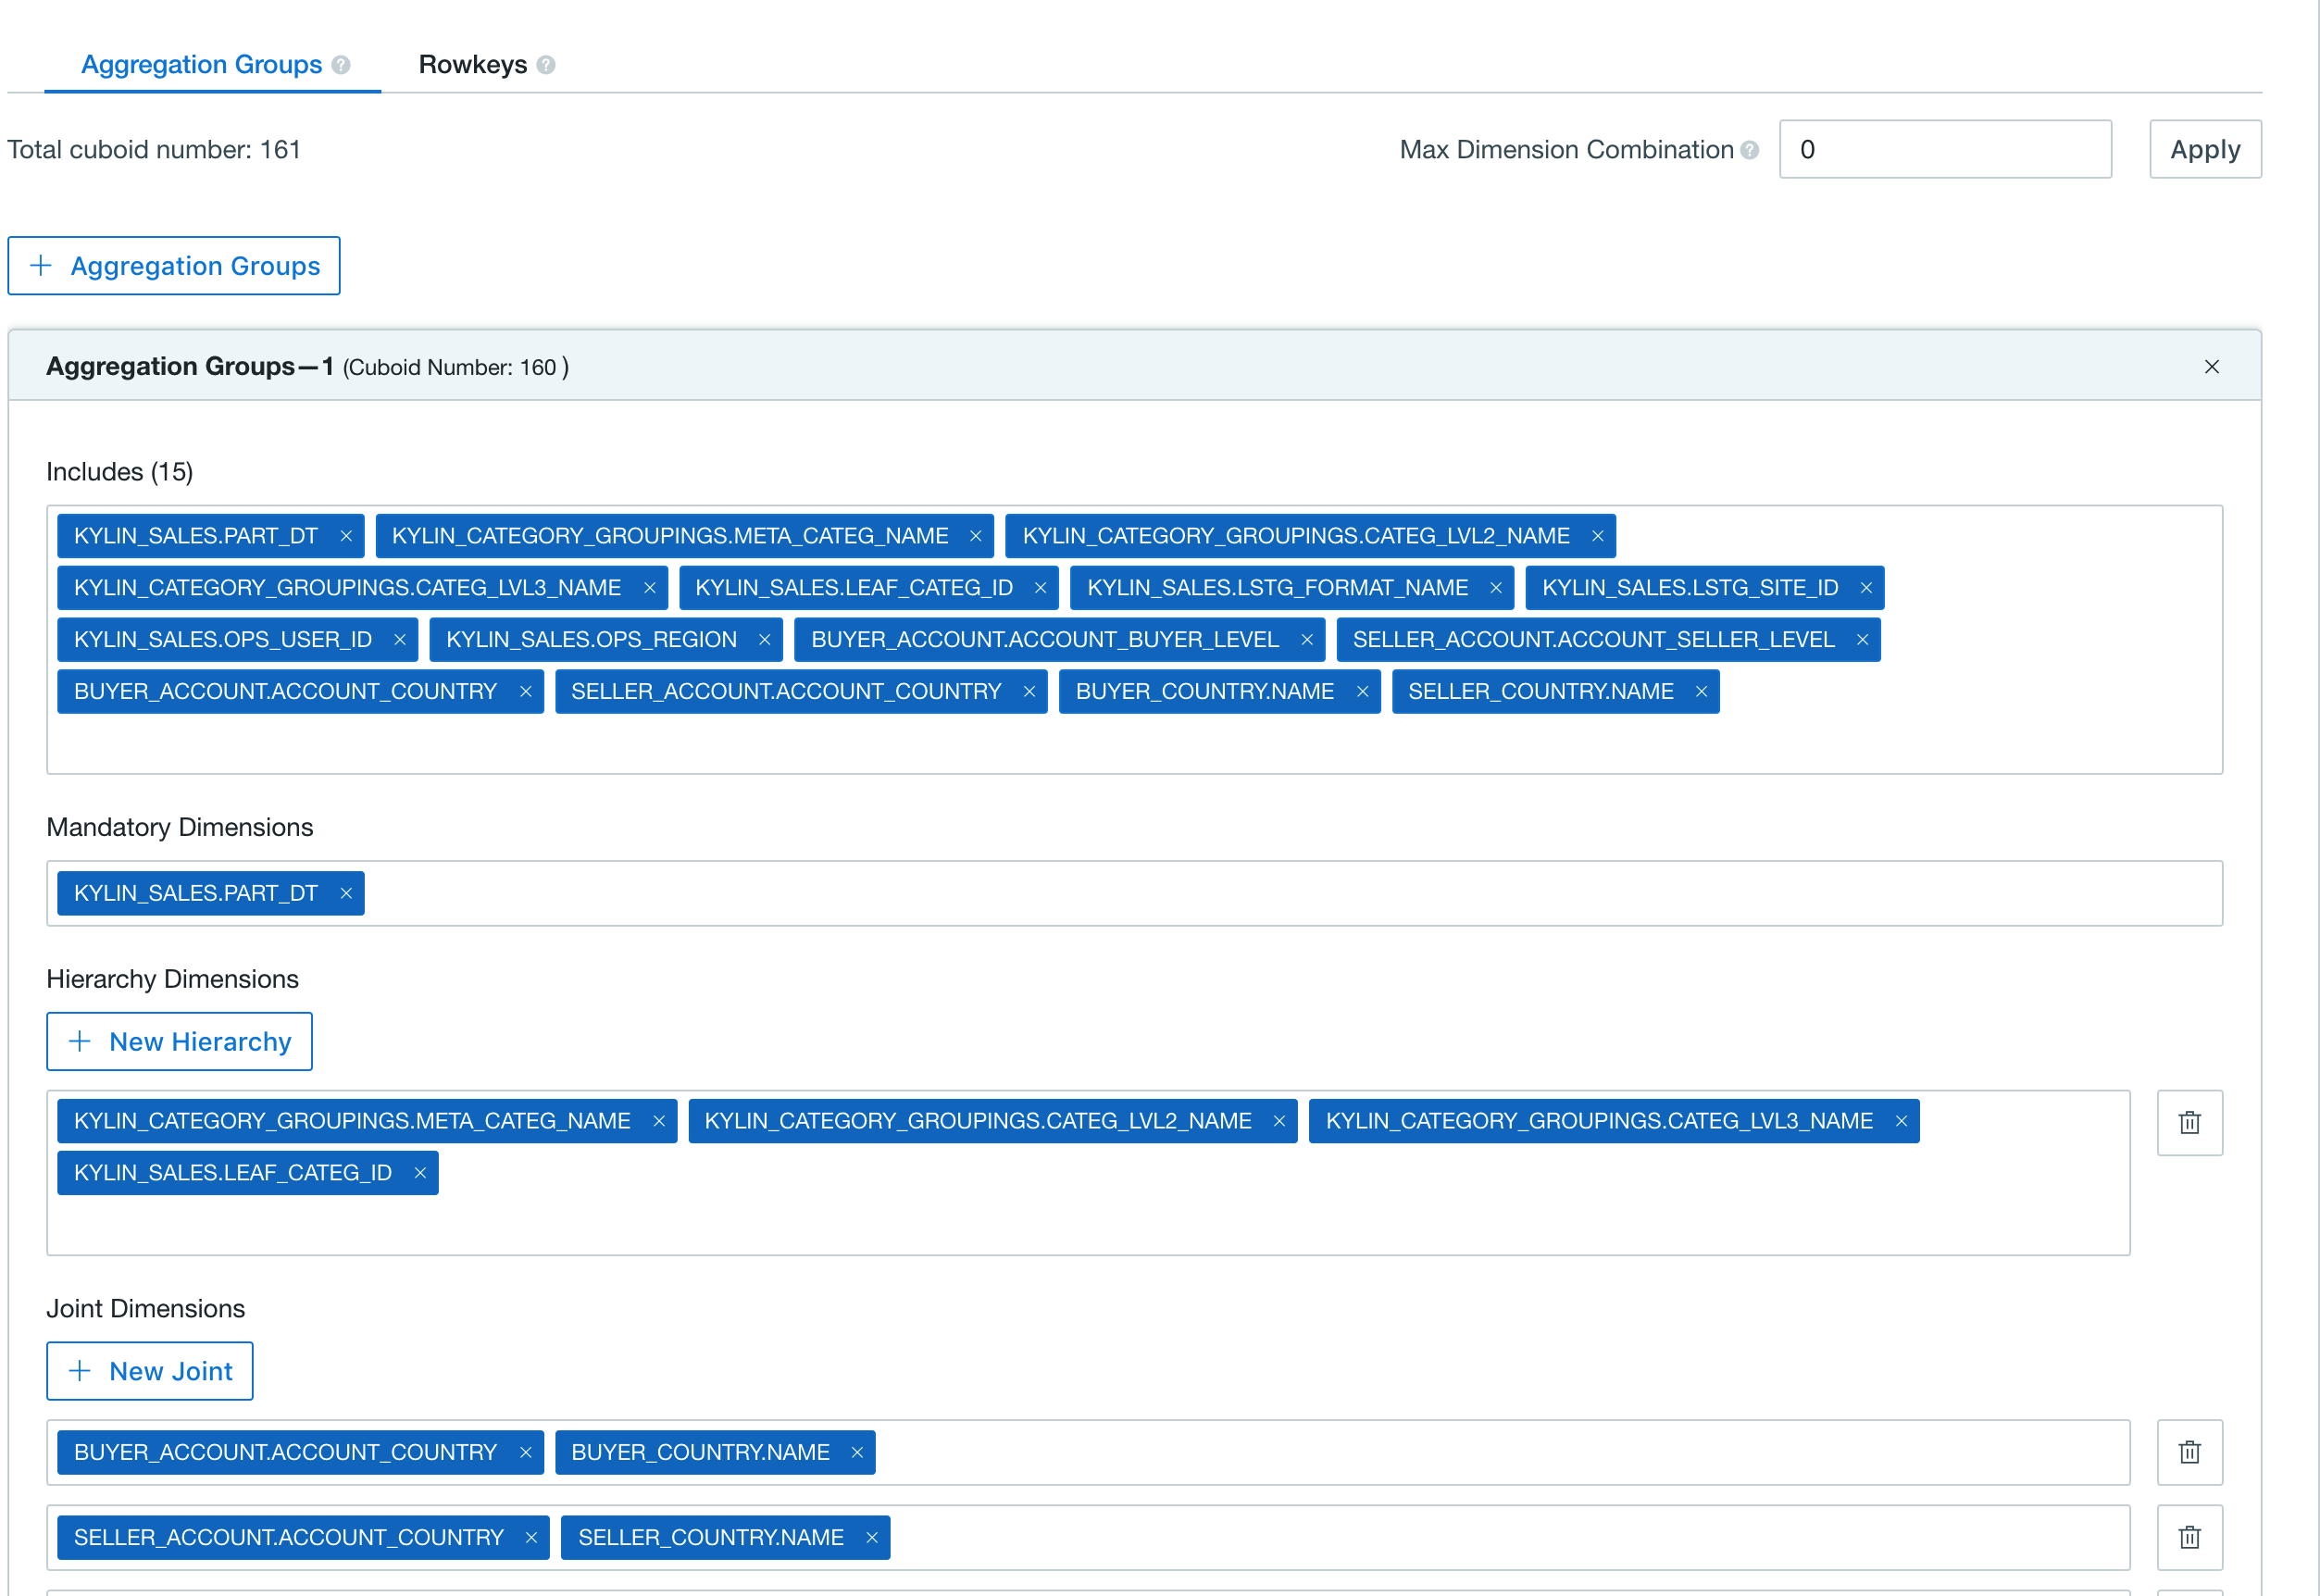 Aggregation Groups ? Rowkeys ?
Total cuboid number: 161 Max Dimension Combination ? 0 Apply
+ Aggregation Groups
Aggregation Groups—1 (Cuboid Number: 160 ) ×
Includes (15)
KYLIN_SALES.PART_DT × KYLIN_CATEGORY_GROUPINGS.META_CATEG_NAME × KYLIN_CATEGORY_GROUPINGS.CATEG_LVL2_NAME ×
KYLIN_CATEGORY_GROUPINGS.CATEG_LVL3_NAME × KYLIN_SALES.LEAF_CATEG_ID × KYLIN_SALES.LSTG_FORMAT_NAME × KYLIN_SALES.LSTG_SITE_ID ×
KYLIN_SALES.OPS_USER_ID × KYLIN_SALES.OPS_REGION × BUYER_ACCOUNT.ACCOUNT_BUYER_LEVEL × SELLER_ACCOUNT.ACCOUNT_SELLER_LEVEL ×
BUYER_ACCOUNT.ACCOUNT_COUNTRY × SELLER_ACCOUNT.ACCOUNT_COUNTRY × BUYER_COUNTRY.NAME × SELLER_COUNTRY.NAME ×
Mandatory Dimensions
KYLIN_SALES.PART_DT ×
Hierarchy Dimensions
+ New Hierarchy
KYLIN_CATEGORY_GROUPINGS.META_CATEG_NAME × KYLIN_CATEGORY_GROUPINGS.CATEG_LVL2_NAME × KYLIN_CATEGORY_GROUPINGS.CATEG_LVL3_NAME ×
KYLIN_SALES.LEAF_CATEG_ID ×
Joint Dimensions
+ New Joint
BUYER_ACCOUNT.ACCOUNT_COUNTRY × BUYER_COUNTRY.NAME ×
SELLER_ACCOUNT.ACCOUNT_COUNTRY × SELLER_COUNTRY.NAME ×